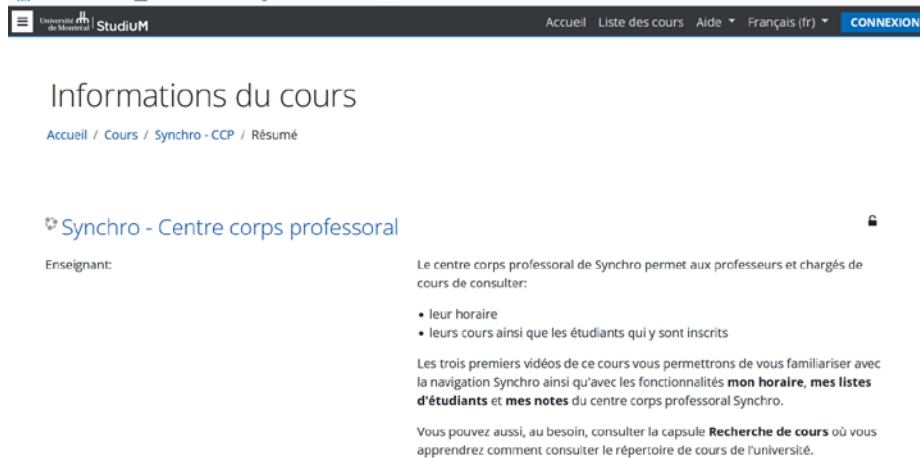 Université de Montréal StudiUM Accueil Liste des cours Aide Français (fr) CONNEXION
Informations du cours
Accueil / Cours / Synchro - CCP / Résumé
Synchro - Centre corps professoral
Enseignant:
Le centre corps professoral de Synchro permet aux professeurs et chargés de
cours de consulter:
• leur horaire
• leurs cours ainsi que les étudiants qui y sont inscrits
Les trois premiers vidéos de ce cours vous permettrons de vous familiariser avec
la navigation Synchro ainsi qu'avec les fonctionnalités mon horaire, mes listes
d'étudiants et mes notes du centre corps professoral Synchro.
Vous pouvez aussi, au besoin, consulter la capsule Recherche de cours où vous
apprendrez comment consulter le répertoire de cours de l'université.